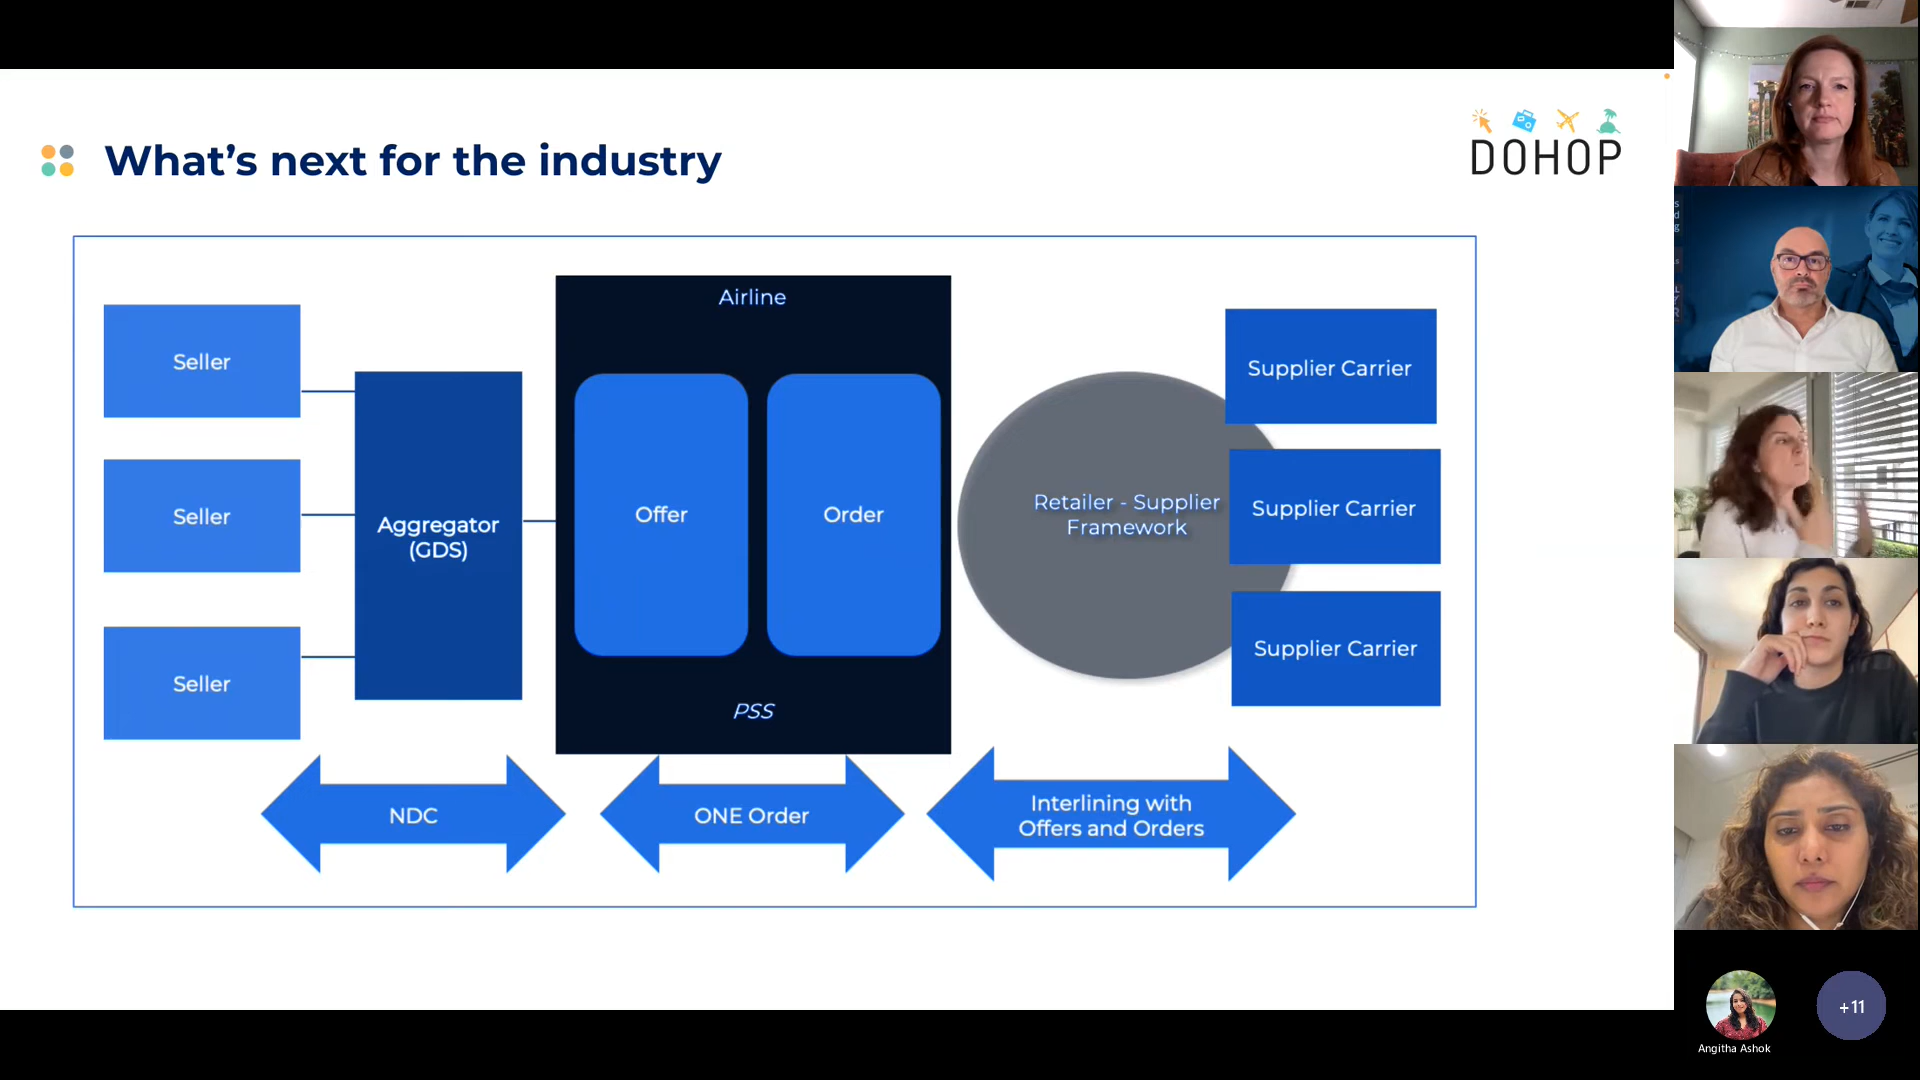 What's next for the industry
DOHOP
Airline
Seller
Seller
Seller
Aggregator
(GDS)
Offer
Order
PSS
Retailer - Supplier
Framework
Supplier Carrier
Supplier Carrier
Supplier Carrier
NDC
ONE Order
Interlining with
Offers and Orders
Angitha Ashok
+11